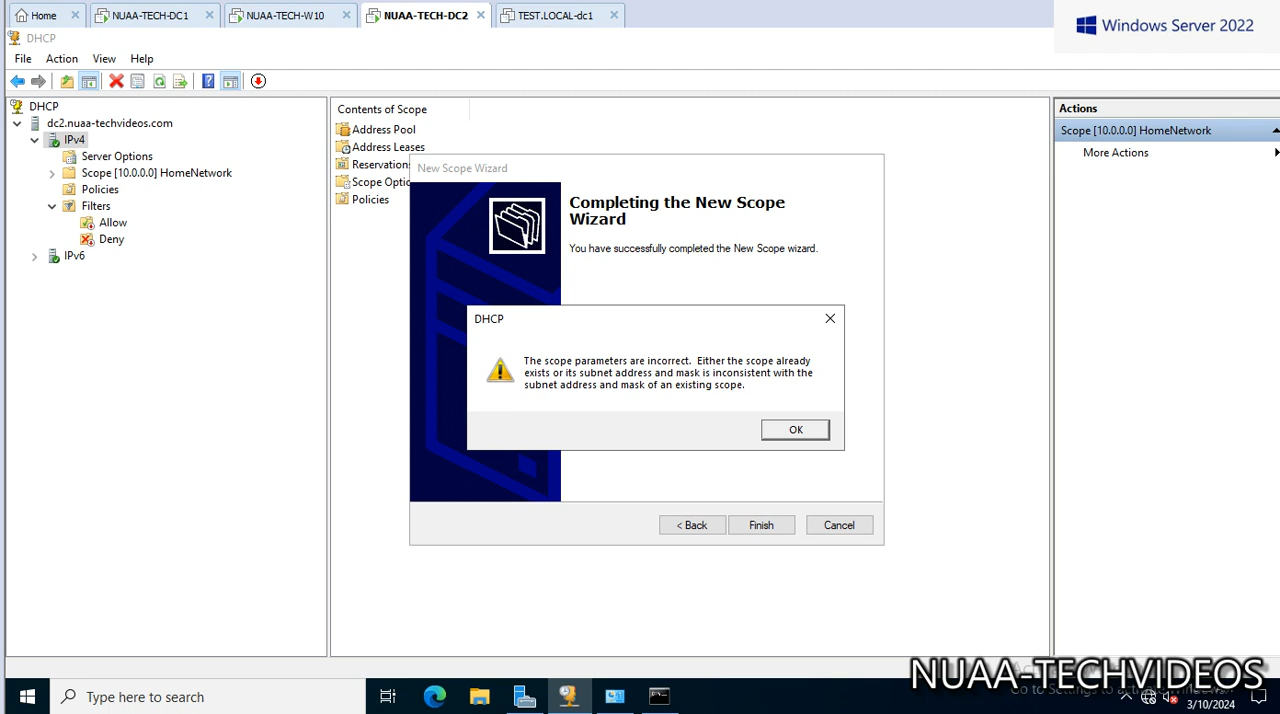 Home
NUAA-TECH-DC1
NUAA-TECH-W10
NUAA-TECH-DC2
TEST.LOCAL-dc1
Windows Server 2022
DHCP
File Action View Help
DHCP
dc2.nuaa-techvideos.com
IPv4
Server Options
Scope [10.0.0.0] HomeNetwork
Policies
Filters
Allow
Deny
IPv6
Contents of Scope
Address Pool
Address Leases
Reservations
Scope Optio
Policies
New Scope Wizard
Completing the New Scope
Wizard
You have successfully completed the New Scope wizard.
DHCP
The scope parameters are incorrect. Either the scope already
exists or its subnet address and mask is inconsistent with the
subnet address and mask of an existing scope.
OK
< Back
Finish
Cancel
Actions
Scope [10.0.0.0] HomeNetwork
More Actions
NUAA-TECHVIDEOS
Type here to search
3/10/2024